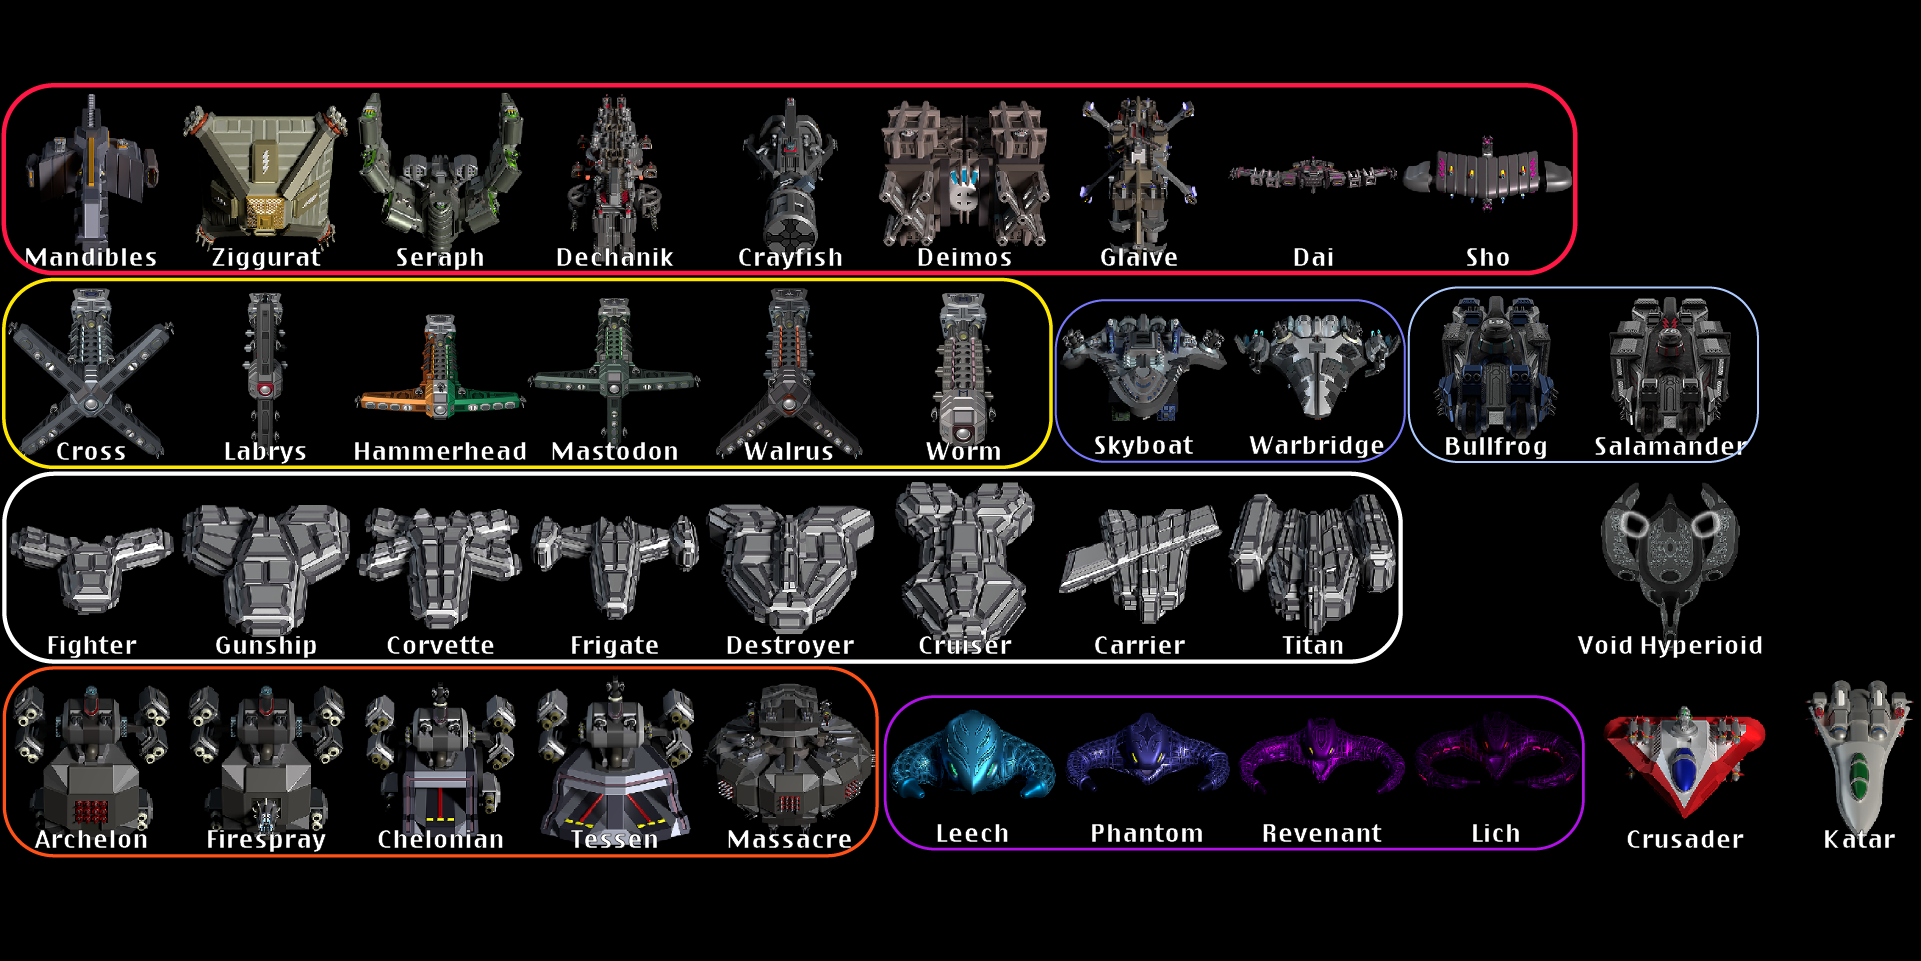 Mandibles Ziggurat Seraph Dechanik Crayfish Deimos Glaive Dai Sho
Cross Labrys Hammerhead Mastodon Walrus Worm Skyboat Warbridge Bullfrog Salamander
Fighter Gunship Corvette Frigate Destroyer Cruiser Carrier Titan Void Hyperioid
Archelon Firespray Chelonian Tessen Massacre Leech Phantom Revenant Lich Crusader Katar